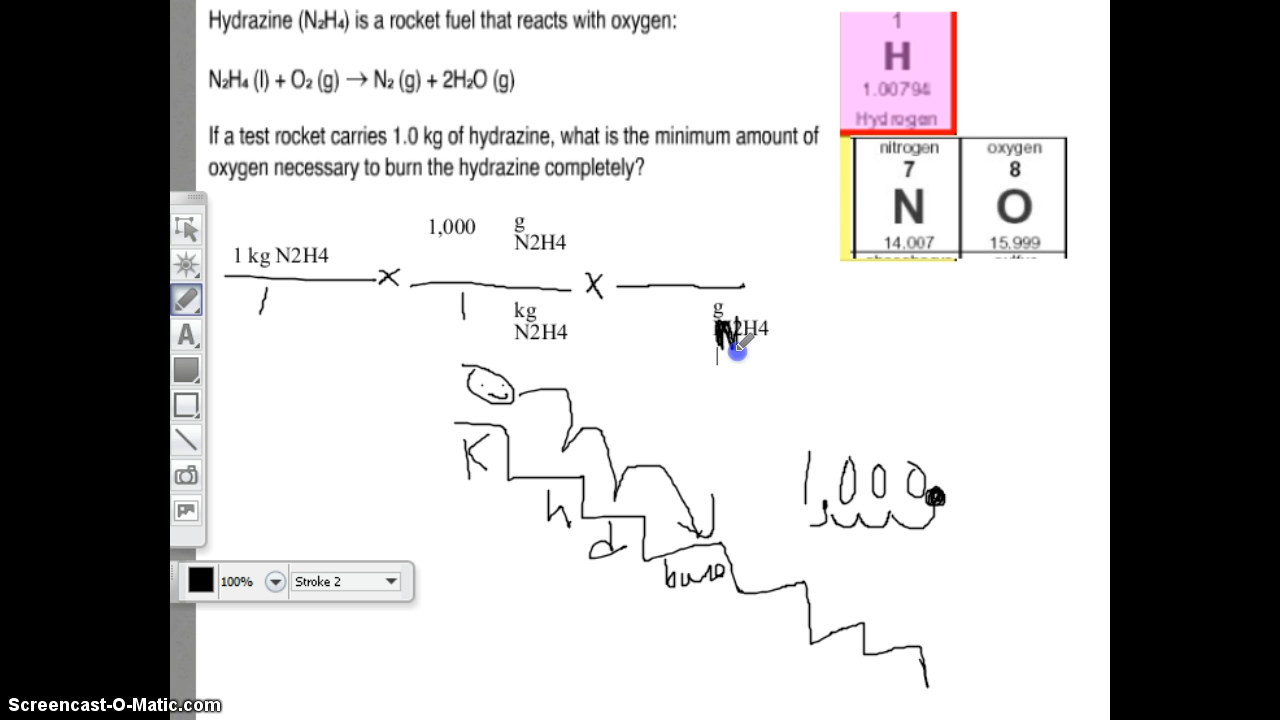 Hydrazine (N₂H₄) is a rocket fuel that reacts with oxygen:
N₂H₄ (l) + O₂ (g) → N₂ (g) + 2H₂O (g)
If a test rocket carries 1.0 kg of hydrazine, what is the minimum amount of
oxygen necessary to burn the hydrazine completely?
1
H
1.00794
Hydrogen
nitrogen
7
N
14.007
oxygen
8
O
15.999
1 kg N2H4
1
x
1,000 g
N2H4
1 kg
N2H4
x
g
N2H4
K
h
d
base
1,000.
A
100%
Stroke 2
Screencast-O-Matic.com